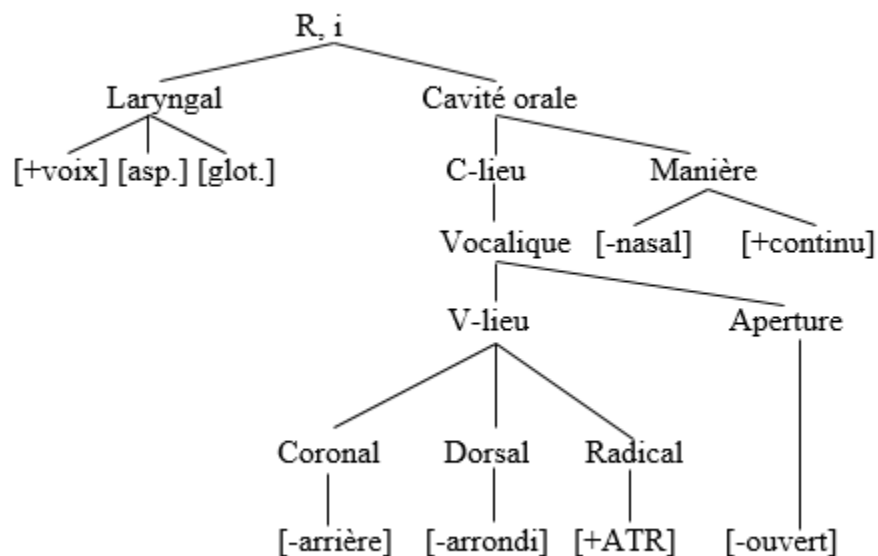 R, i
Laryngal Cavité orale
[+voix] [asp.] [glot.] C-lieu Manière
Vocalique [-nasal] [+continu]
V-lieu Aperture
Coronal Dorsal Radical
[-arrière] [-arrondi] [+ATR] [-ouvert]